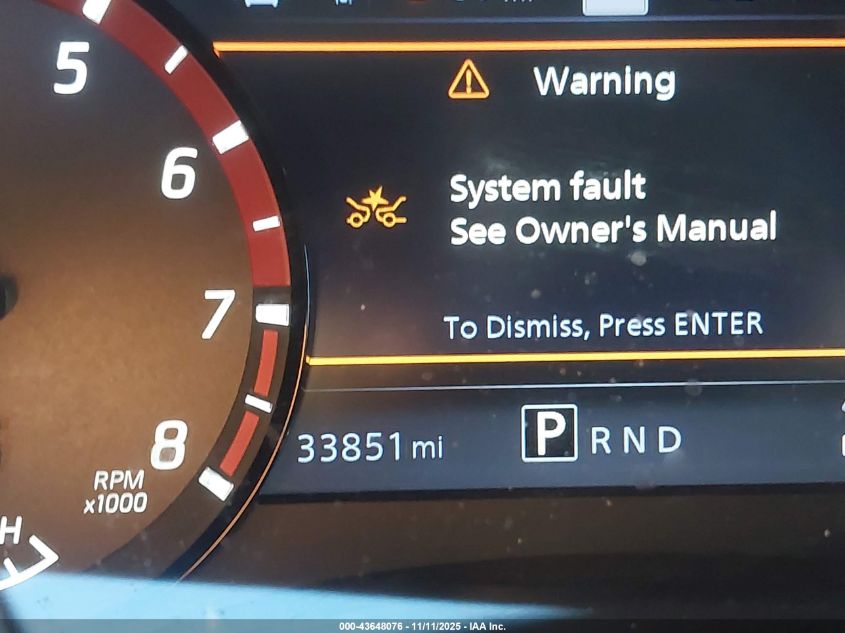 5
Warning
6
System fault
See Owner's Manual
7
To Dismiss, Press ENTER
8
33851 mi
P R N D
RPM
x1000
H
000-43648076 - 11/11/2025 - IAA Inc.